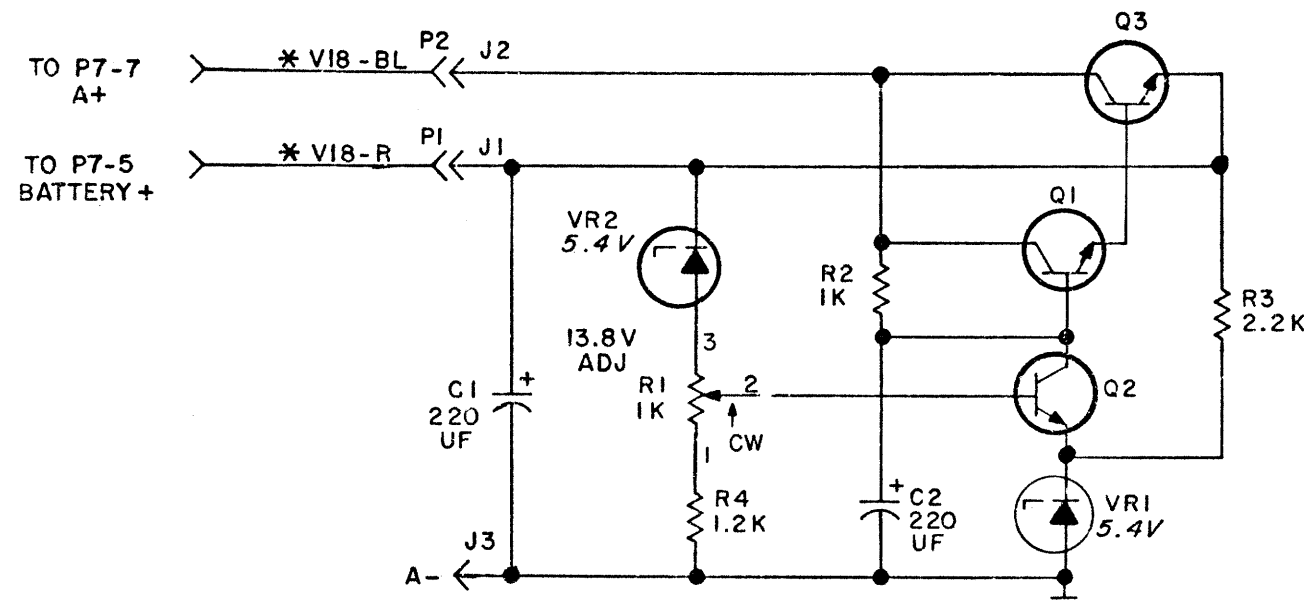 Q3
TO P7-7
A+
* V18-BL
P2
J2
TO P7-5
BATTERY+
* V18-R
P1
J1
Q1
VR2
5.4V
R2
1K
R3
2.2K
13.8V
ADJ
3
R1
1K
2
CW
1
Q2
C1
+
220
UF
R4
1.2K
+
C2
220
UF
VR1
5.4V
J3
A-